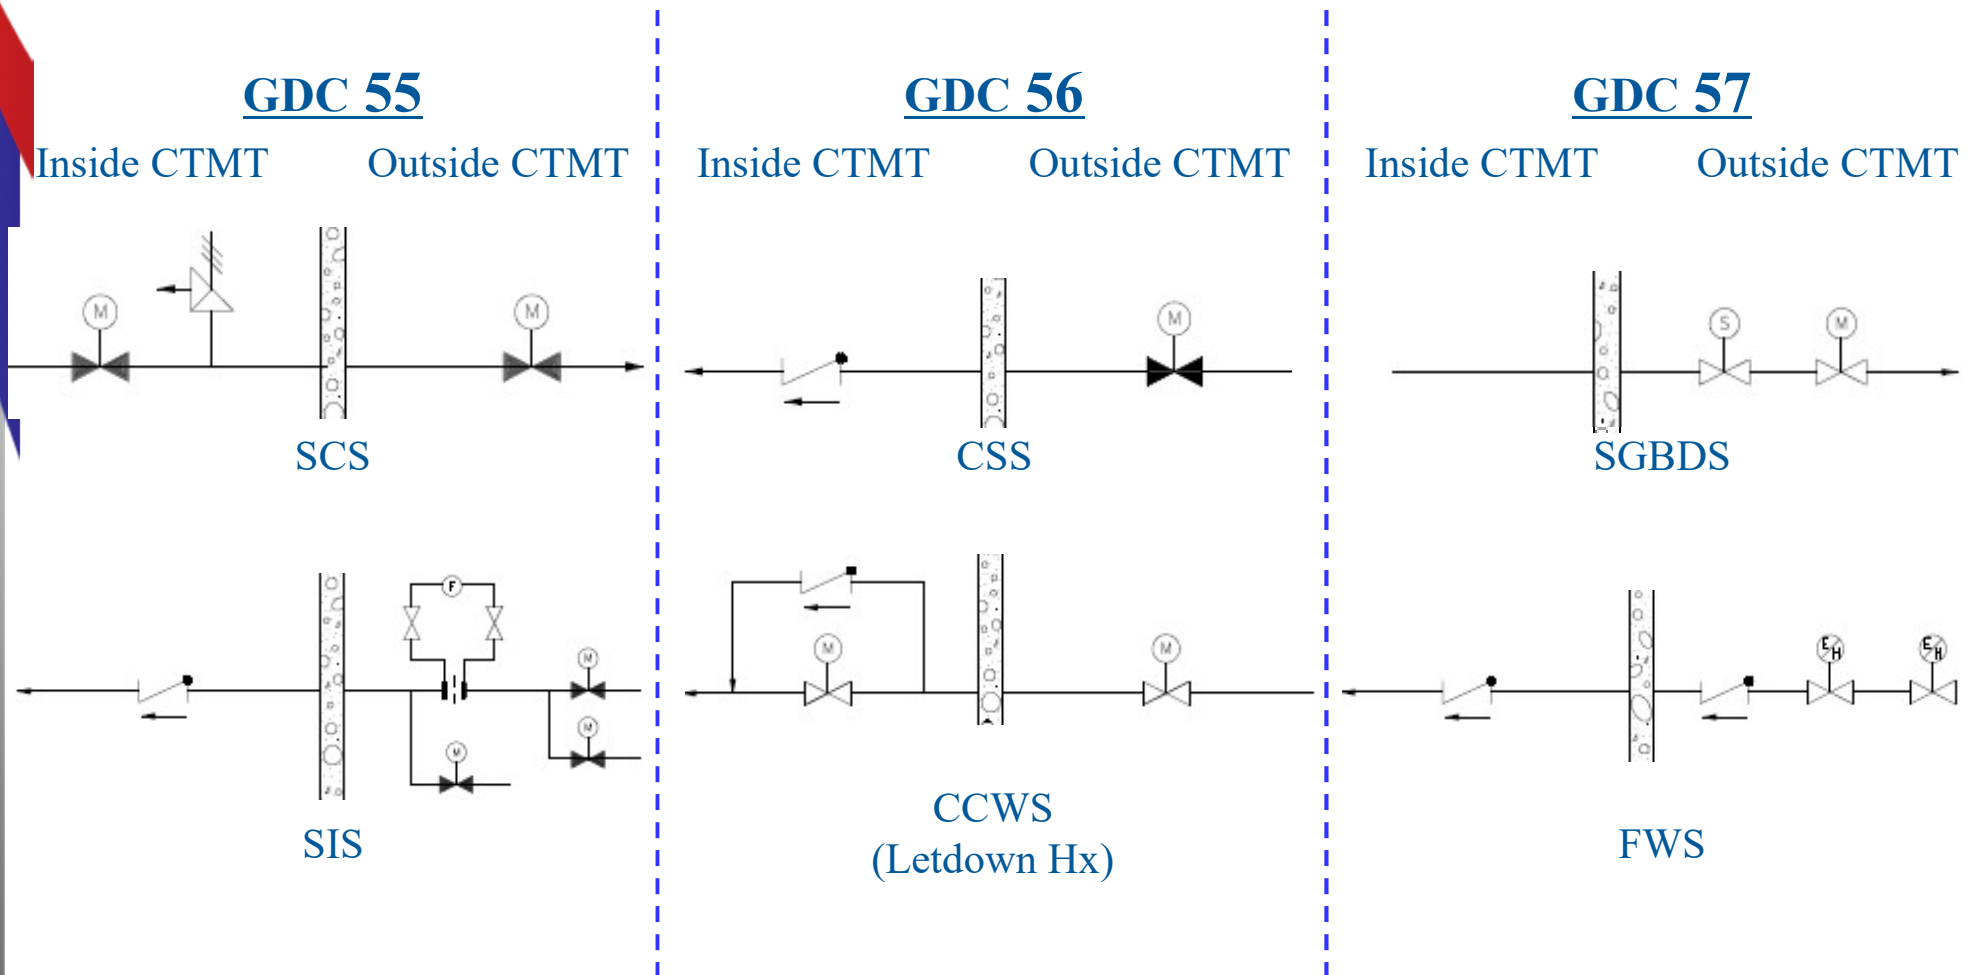 GDC 55
Inside CTMT Outside CTMT
M
M
SCS
F
M
M
M
SIS
GDC 56
Inside CTMT Outside CTMT
M
CSS
M
M
CCWS
(Letdown Hx)
GDC 57
Inside CTMT Outside CTMT
S
M
SGBDS
E/H
E/H
FWS